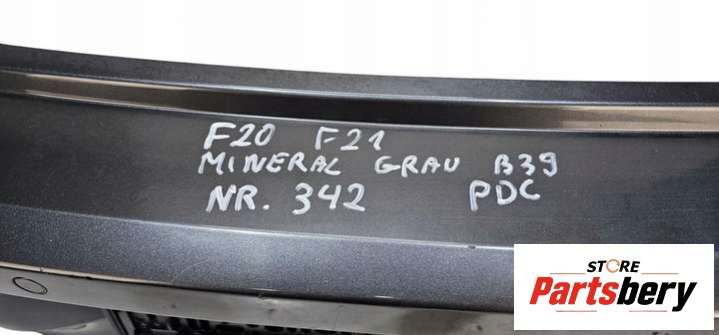 F20 F21
MINERAL GRAU B39
NR. 342 PDC
STORE
Partsbery